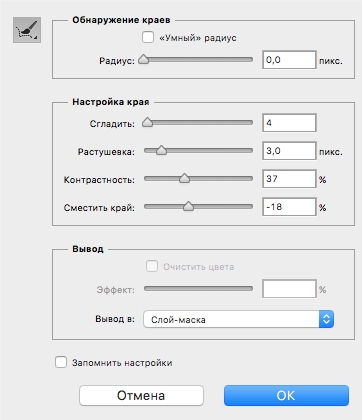 Обнаружение краев
«Умный» радиус
Радиус: 0,0 пикс.
Настройка края
Сгладить: 4
Растушевка: 3,0 пикс.
Контрастность: 37 %
Сместить край: -18 %
Вывод
Очистить цвета
Эффект: %
Вывод в: Слой-маска
Запомнить настройки
Отмена OK